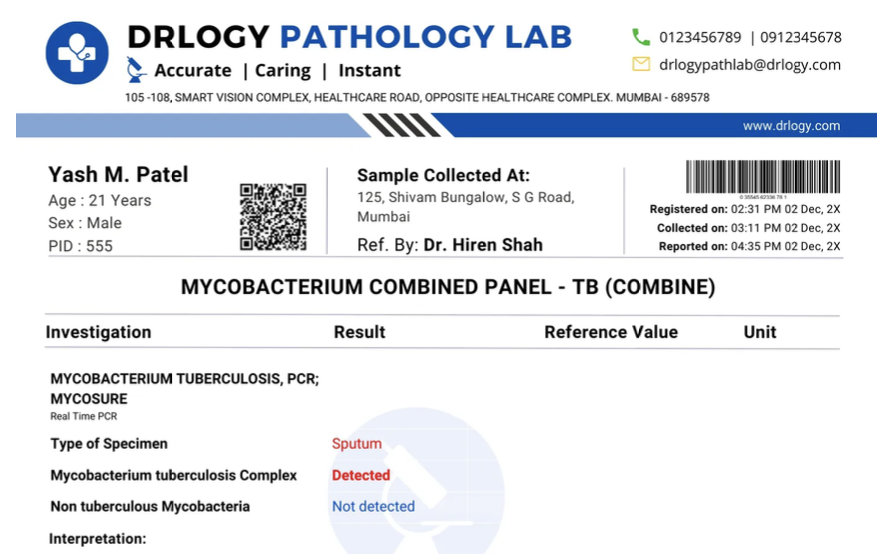 DRLOGY PATHOLOGY LAB
Accurate | Caring | Instant
0123456789 | 0912345678
drlogypathlab@drlogy.com
105 -108, SMART VISION COMPLEX, HEALTHCARE ROAD, OPPOSITE HEALTHCARE COMPLEX. MUMBAI - 689578
www.drlogy.com
Yash M. Patel
Age : 21 Years
Sex : Male
PID : 555
Sample Collected At:
125, Shivam Bungalow, S G Road,
Mumbai
Ref. By: Dr. Hiren Shah
Registered on: 02:31 PM 02 Dec, 2X
Collected on: 03:11 PM 02 Dec, 2X
Reported on: 04:35 PM 02 Dec, 2X
MYCOBACTERIUM COMBINED PANEL - TB (COMBINE)
Investigation Result Reference Value Unit
MYCOBACTERIUM TUBERCULOSIS, PCR;
MYCOSURE
Real Time PCR
Type of Specimen Sputum
Mycobacterium tuberculosis Complex Detected
Non tuberculous Mycobacteria Not detected
Interpretation: